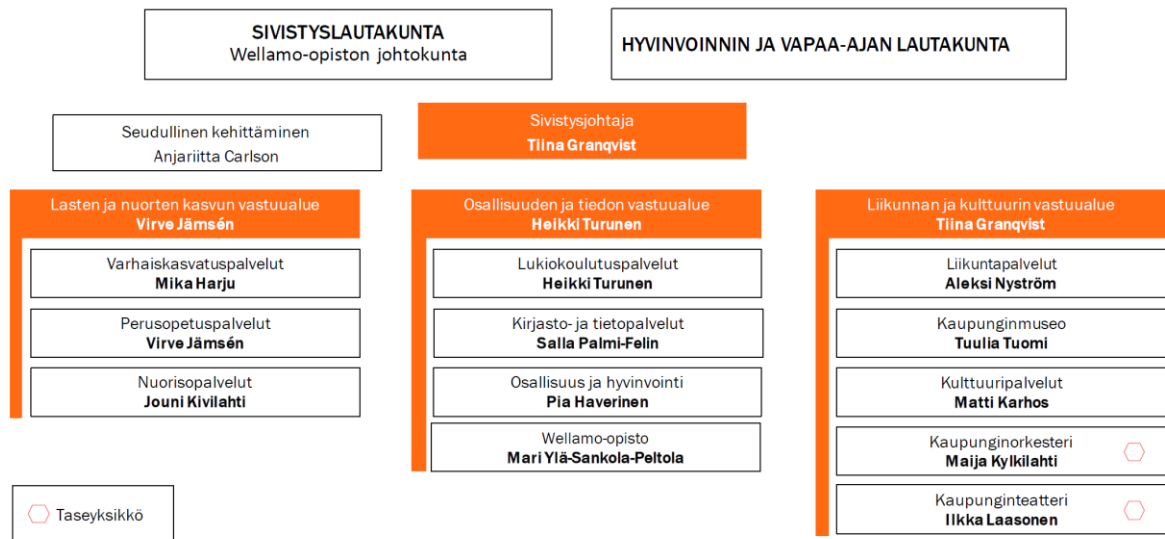 SIVISTYSLAUTAKUNTA
Wellamo-opiston johtokunta
HYVINVOINNIN JA VAPAA-AJAN LAUTAKUNTA
Seudullinen kehittäminen
Anjariitta Carlson
Sivistysjohtaja
Tiina Granqvist
Lasten ja nuorten kasvun vastuualue
Virve Jämsén
Varhaiskasvatuspalvelut
Mika Harju
Perusopetuspalvelut
Virve Jämsén
Nuorisopalvelut
Jouni Kivilahti
Osallisuuden ja tiedon vastuualue
Heikki Turunen
Lukiokoulutuspalvelut
Heikki Turunen
Kirjasto- ja tietopalvelut
Salla Palmi-Felin
Osallisuus ja hyvinvointi
Pia Haverinen
Wellamo-opisto
Mari Ylä-Sankola-Peltola
Liikunnan ja kulttuurin vastuualue
Tiina Granqvist
Liikuntapalvelut
Aleksi Nyström
Kaupunginmuseo
Tuulia Tuomi
Kulttuuripalvelut
Matti Karhos
Kaupunginorkesteri
Maija Kylkilahti
Kaupunginteatteri
Ilkka Laasonen
Taseyksikkö